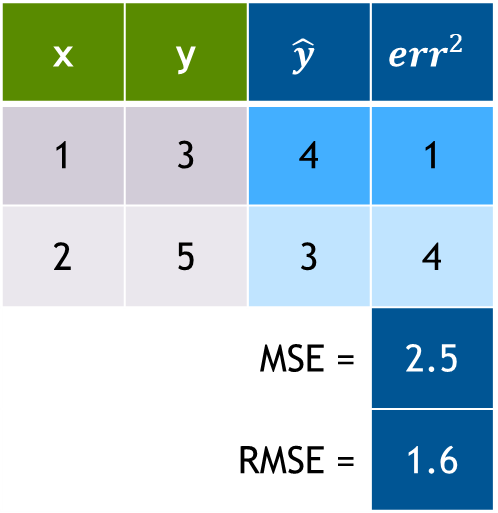 x y ŷ err²
1 3 4 1
2 5 3 4
MSE = 2.5
RMSE = 1.6